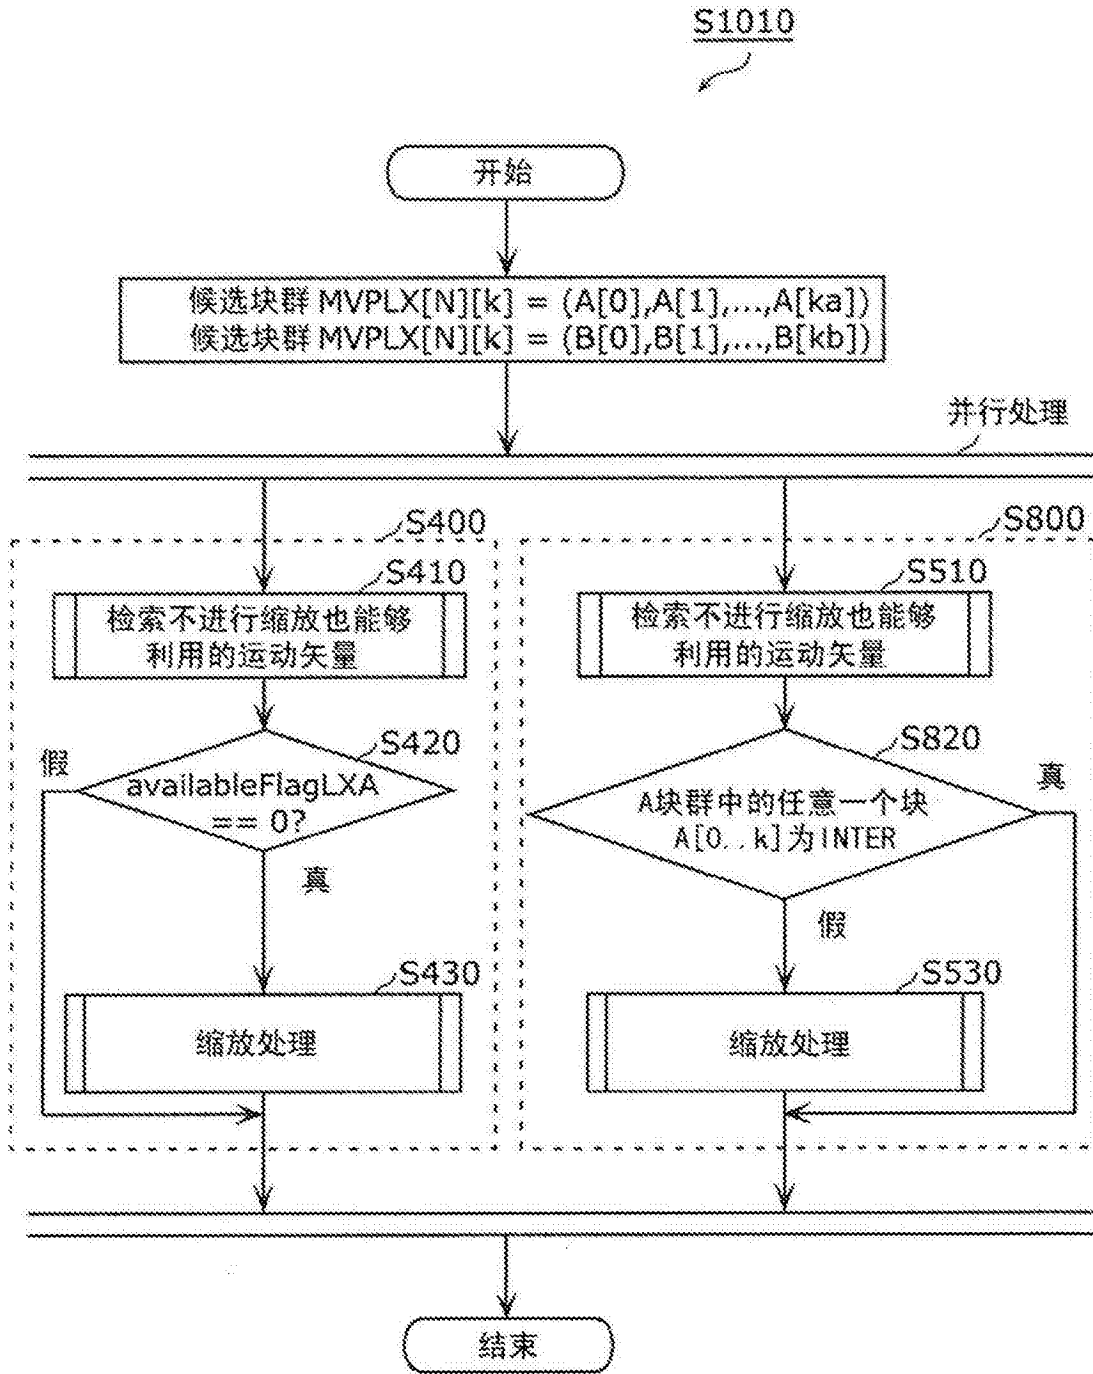 S1010
开始
候选块群 MVPLX[N][k] = (A[0],A[1],...,A[ka])
候选块群 MVPLX[N][k] = (B[0],B[1],...,B[kb])
并行处理
S400
S410
检索不进行缩放也能够
利用的运动矢量
S420
假
availableFlagLXA
== 0?
真
S430
缩放处理
S800
S510
检索不进行缩放也能够
利用的运动矢量
S820
真
A块群中的任意一个块
A[0..k]为INTER
假
S530
缩放处理
结束